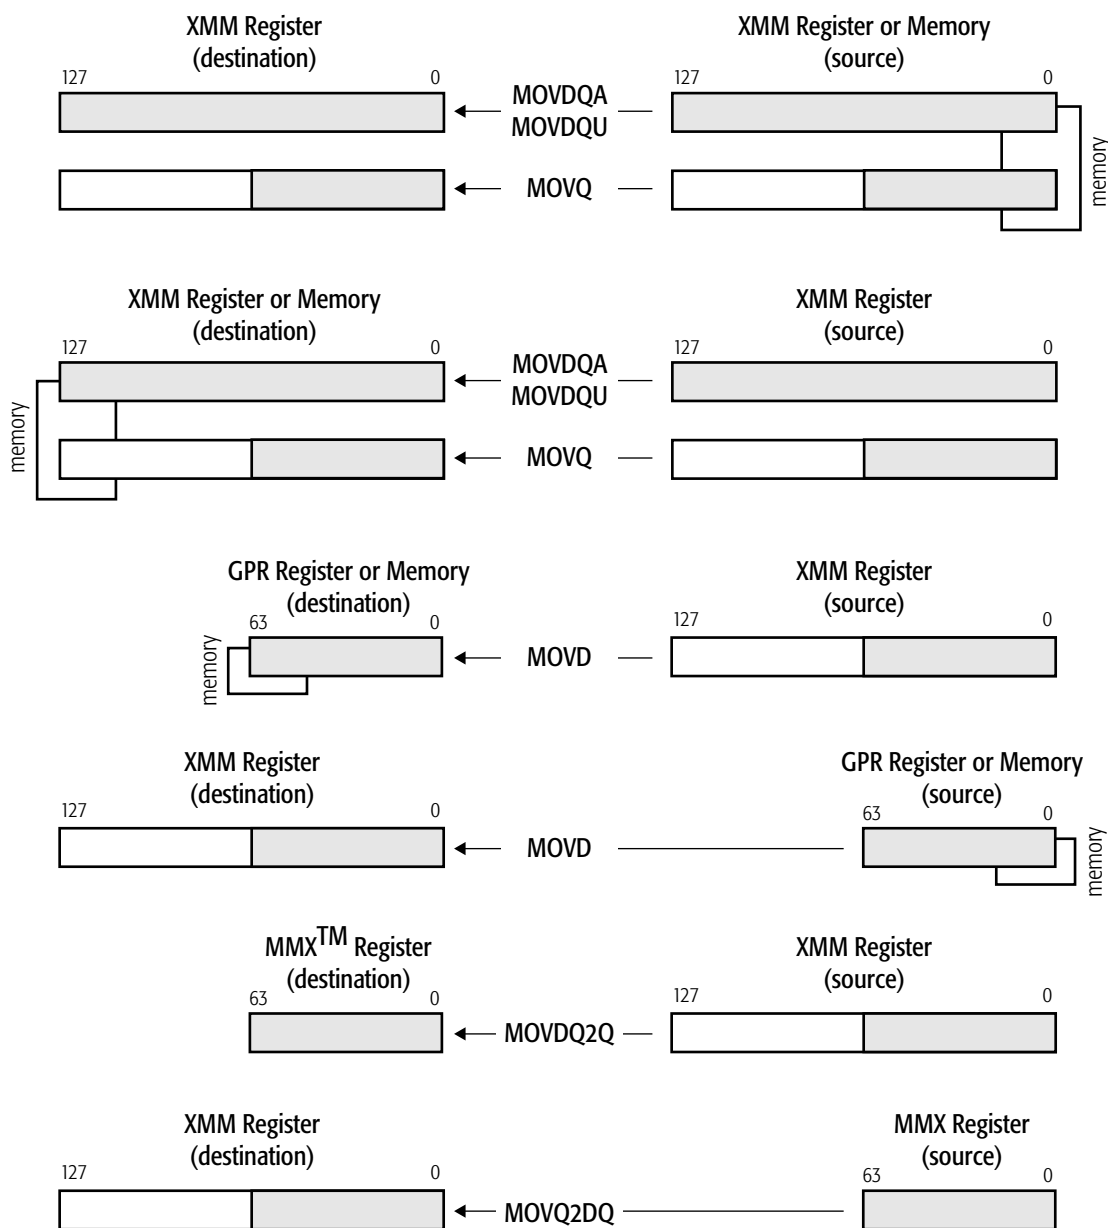 XMM Register
(destination)
XMM Register or Memory
(source)
127 0
127 0
MOVDQA
MOVDQU
MOVQ
memory
XMM Register or Memory
(destination)
XMM Register
(source)
127 0
127 0
MOVDQA
MOVDQU
MOVQ
memory
GPR Register or Memory
(destination)
XMM Register
(source)
63 0
127 0
MOVD
memory
XMM Register
(destination)
GPR Register or Memory
(source)
127 0
63 0
MOVD
memory
MMX™ Register
(destination)
XMM Register
(source)
63 0
127 0
MOVDQ2Q
XMM Register
(destination)
MMX Register
(source)
127 0
63 0
MOVQ2DQ